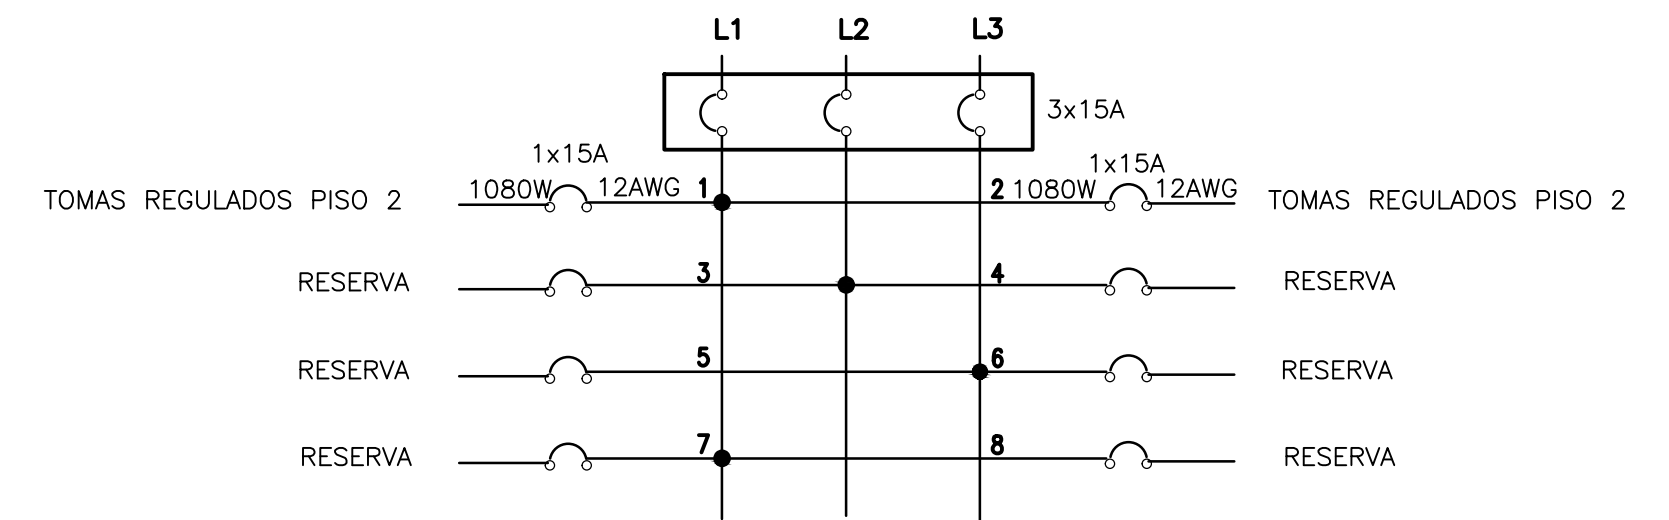 L1 L2 L3
3x15A
1x15A 1x15A
TOMAS REGULADOS PISO 2 1080W 12AWG 1 2 1080W 12AWG TOMAS REGULADOS PISO 2
RESERVA 3 4 RESERVA
RESERVA 5 6 RESERVA
RESERVA 7 8 RESERVA